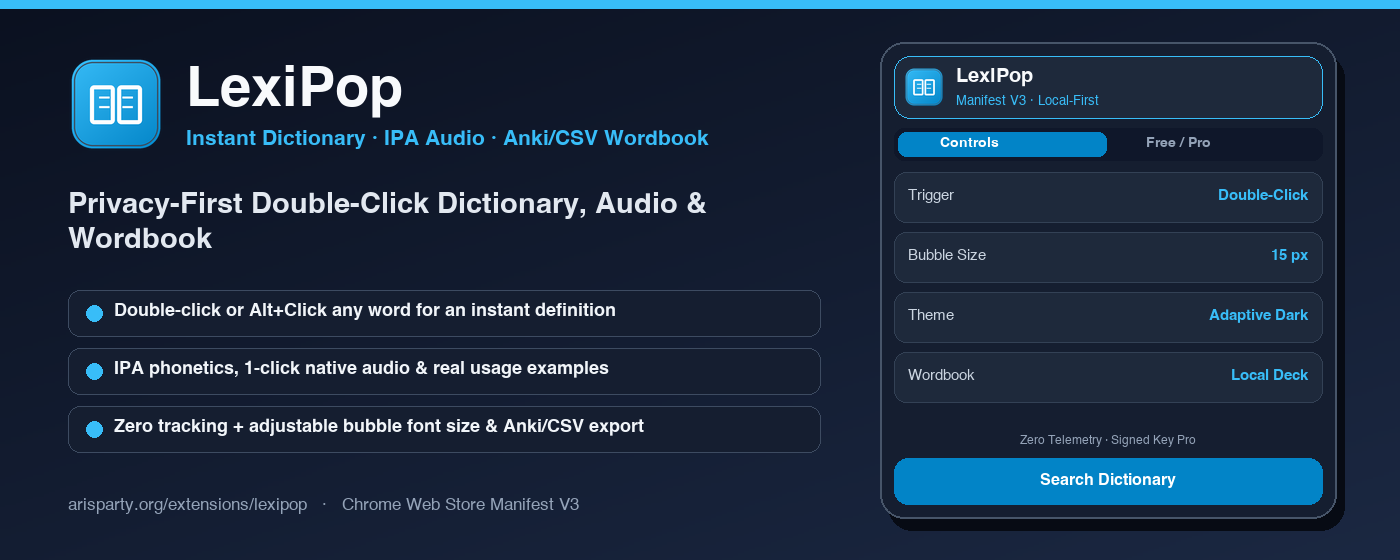 LexiPop
Instant Dictionary · IPA Audio · Anki/CSV Wordbook
Privacy-First Double-Click Dictionary, Audio &
Wordbook
Double-click or Alt+Click any word for an instant definition
IPA phonetics, 1-click native audio & real usage examples
Zero tracking + adjustable bubble font size & Anki/CSV export
arisparty.org/extensions/lexipop · Chrome Web Store Manifest V3
LexiPop
Manifest V3 · Local-First
Controls Free / Pro
Trigger Double-Click
Bubble Size 15 px
Theme Adaptive Dark
Wordbook Local Deck
Zero Telemetry · Signed Key Pro
Search Dictionary